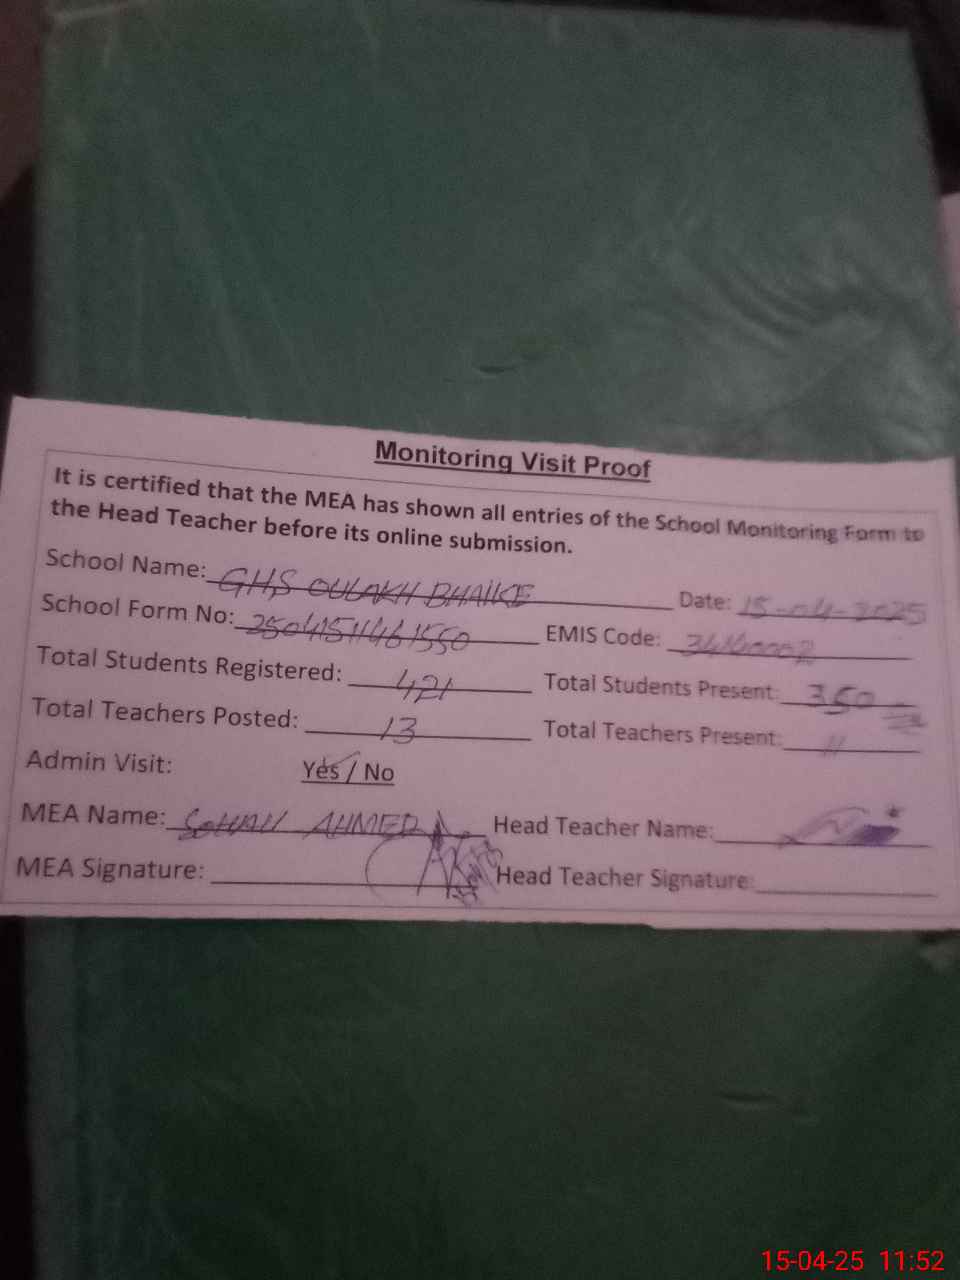 Monitoring Visit Proof
It is certified that the MEA has shown all entries of the School Monitoring Form to
the Head Teacher before its online submission.
School Name: GHS OULAKH BHAIKE Date: 15-04-2025
School Form No: 25041511461550 EMIS Code:
Total Students Registered: 421 Total Students Present: 350
Total Teachers Posted: 13 Total Teachers Present: 11
Admin Visit: Yes / No
MEA Name: AHMED Head Teacher Name:
MEA Signature: Head Teacher Signature:
15-04-25 11:52